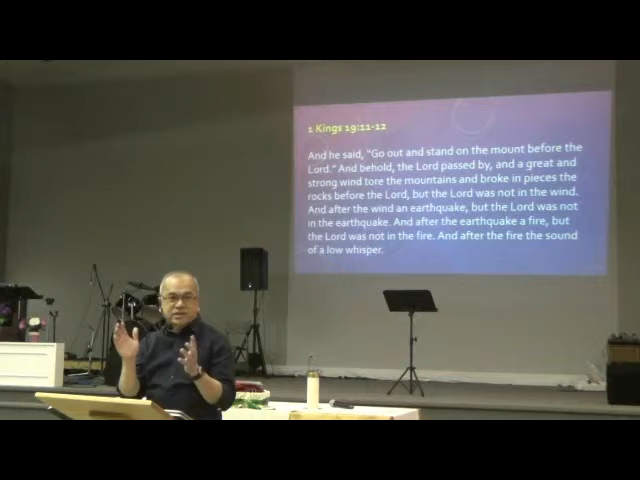 1 Kings 19:11-12
And he said, "Go out and stand on the mount before the
Lord." And behold, the Lord passed by, and a great and
strong wind tore the mountains and broke in pieces the
rocks before the Lord, but the Lord was not in the wind.
And after the wind an earthquake, but the Lord was not
in the earthquake. And after the earthquake a fire, but
the Lord was not in the fire. And after the fire the sound
of a low whisper.